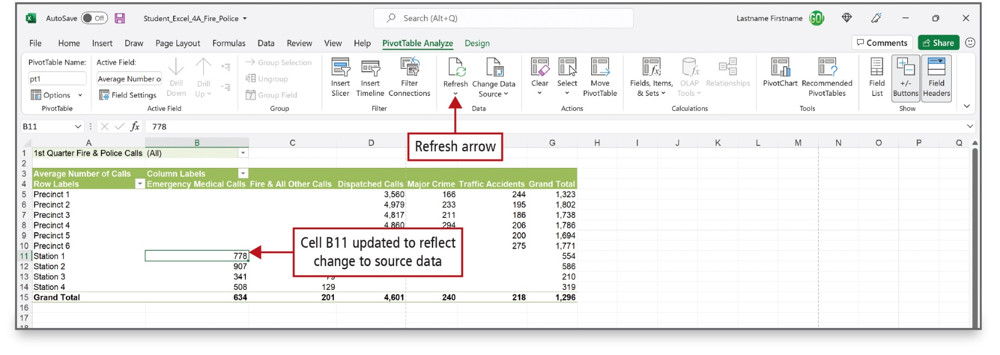 AutoSave Off Student_Excel_4A_Fire_Police Search (Alt+Q) Lastname Firstname GO
File Home Insert Draw Page Layout Formulas Data Review View Help PivotTable Analyze Design Comments Share
PivotTable Name:
pt1
Options
PivotTable
Active Field:
Average Number o
Field Settings
Drill
Down
Drill
Up
Active Field
Group Selection
Ungroup
Group Field
Group
Insert
Slicer
Insert
Timeline
Filter
Connections
Filter
Refresh
Change Data
Source
Data
Clear
Select
Move
PivotTable
Actions
Fields, Items,
& Sets
OLAP
Tools
Relationships
Calculations
PivotChart
Recommended
PivotTables
Tools
Field
List
+/-
Buttons
Field
Headers
Show
B11 fx 778
Refresh arrow
A B C D G H I J K L M N O P Q
1 1st Quarter Fire & Police Calls (All)
2
3 Average Number of Calls Column Labels
4 Row Labels Emergency Medical Calls Fire & All Other Calls Dispatched Calls Major Crime Traffic Accidents Grand Total
5 Precinct 1 3,560 166 244 1,323
6 Precinct 2 4,979 233 195 1,802
7 Precinct 3 4,817 211 186 1,738
8 Precinct 4 4 860 294 206 1,786
9 Precinct 5 200 1,694
10 Precinct 6 275 1,771
Cell B11 updated to reflect
change to source data
11 Station 1 778 554
12 Station 2 907 586
13 Station 3 341 210
14 Station 4 508 129 319
15 Grand Total 634 201 4,601 240 218 1,296
16
17
18